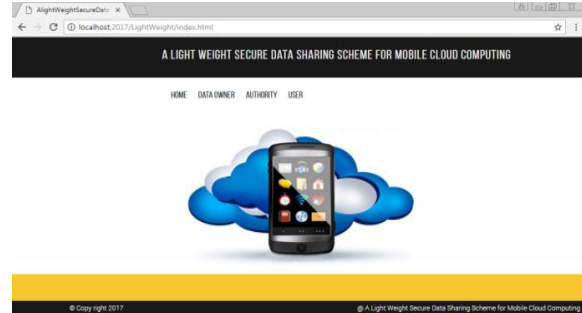 AlightWeightSecureDat
localhost:2017/LightWeight/index.html
A LIGHT WEIGHT SECURE DATA SHARING SCHEME FOR MOBILE CLOUD COMPUTING
HOME DATA OWNER AUTHORITY USER
© Copy right 2017 @ A Light Weight Secure Data Sharing Scheme for Mobile Cloud Computing